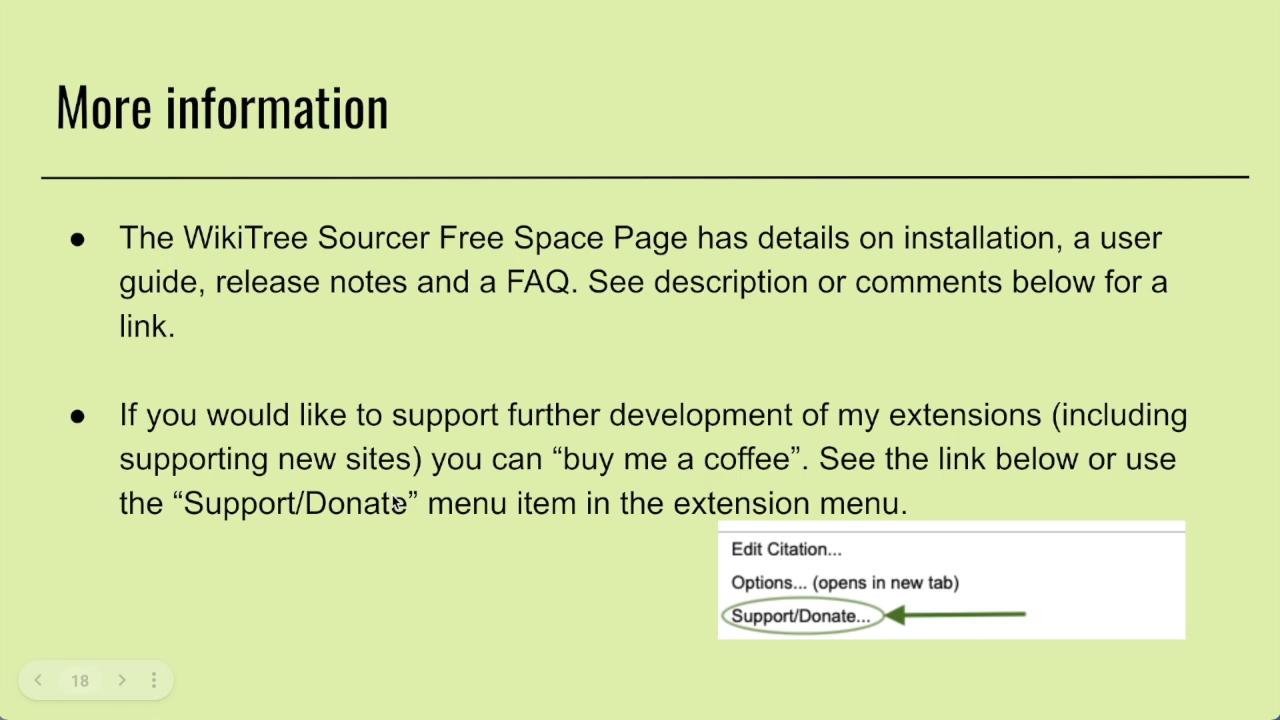 More information
● The WikiTree Sourcer Free Space Page has details on installation, a user
guide, release notes and a FAQ. See description or comments below for a
link.
● If you would like to support further development of my extensions (including
supporting new sites) you can “buy me a coffee”. See the link below or use
the “Support/Donate” menu item in the extension menu.
Edit Citation...
Options... (opens in new tab)
Support/Donate...
18